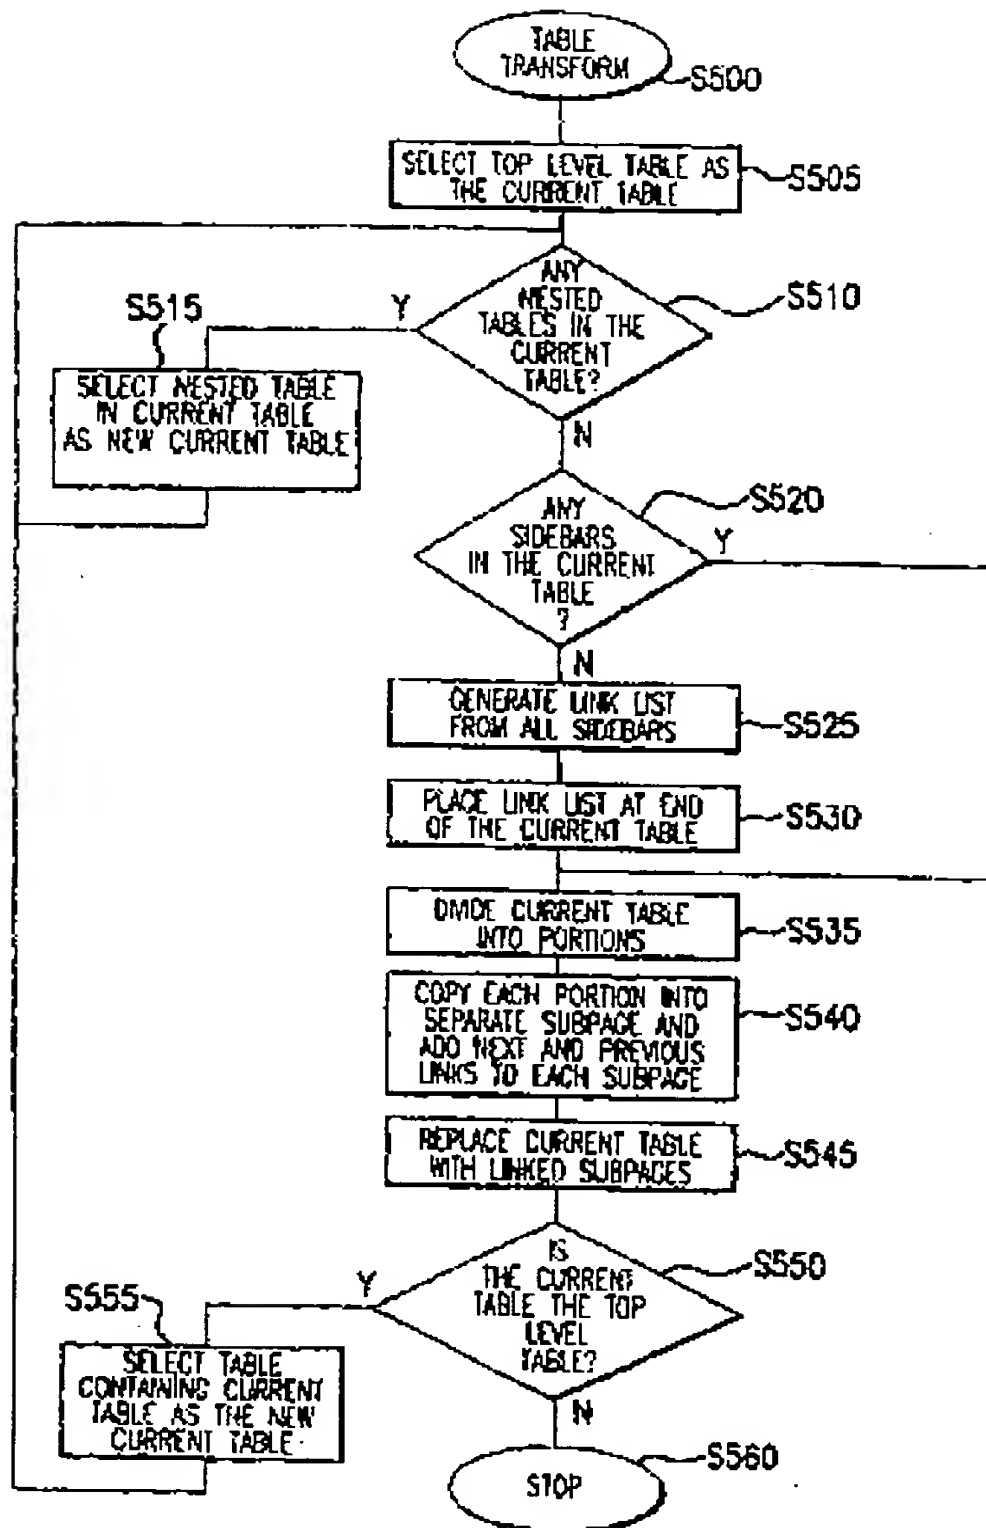 TABLE
TRANSFORM
S500
SELECT TOP LEVEL TABLE AS
THE CURRENT TABLE
S505
ANY
NESTED
TABLES IN THE
CURRENT
TABLE?
S510
Y
N
S515
SELECT NESTED TABLE
IN CURRENT TABLE
AS NEW CURRENT TABLE
ANY
SIDEBARS
IN THE CURRENT
TABLE
?
S520
Y
N
GENERATE LINK LIST
FROM ALL SIDEBARS
S525
PLACE LINK LIST AT END
OF THE CURRENT TABLE
S530
DIVIDE CURRENT TABLE
INTO PORTIONS
S535
COPY EACH PORTION INTO
SEPARATE SUBPAGE AND
ADD NEXT AND PREVIOUS
LINKS TO EACH SUBPAGE
S540
REPLACE CURRENT TABLE
WITH LINKED SUBPAGES
S545
IS
THE CURRENT
TABLE THE TOP
LEVEL
TABLE?
S550
Y
N
S555
SELECT TABLE
CONTAINING CURRENT
TABLE AS THE NEW
CURRENT TABLE
STOP
S560